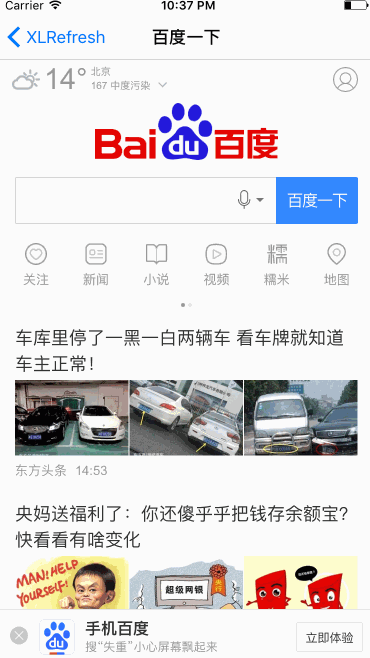 Carrier 10:37 PM
XLRefresh 百度一下
14° 北京
167 中度污染
Bai du 百度
百度一下
关注 新闻 小说 视频 糯 糯米 地图
车库里停了一黑一白两辆车 看车牌就知道
车主正常！
东方头条 14:53
央妈送福利了：你还傻乎乎把钱存余额宝？
快看看有啥变化
MAN! HELP
YOURSELF!
超级网银
手机百度
搜“失重”小心屏幕飘起来
立即体验